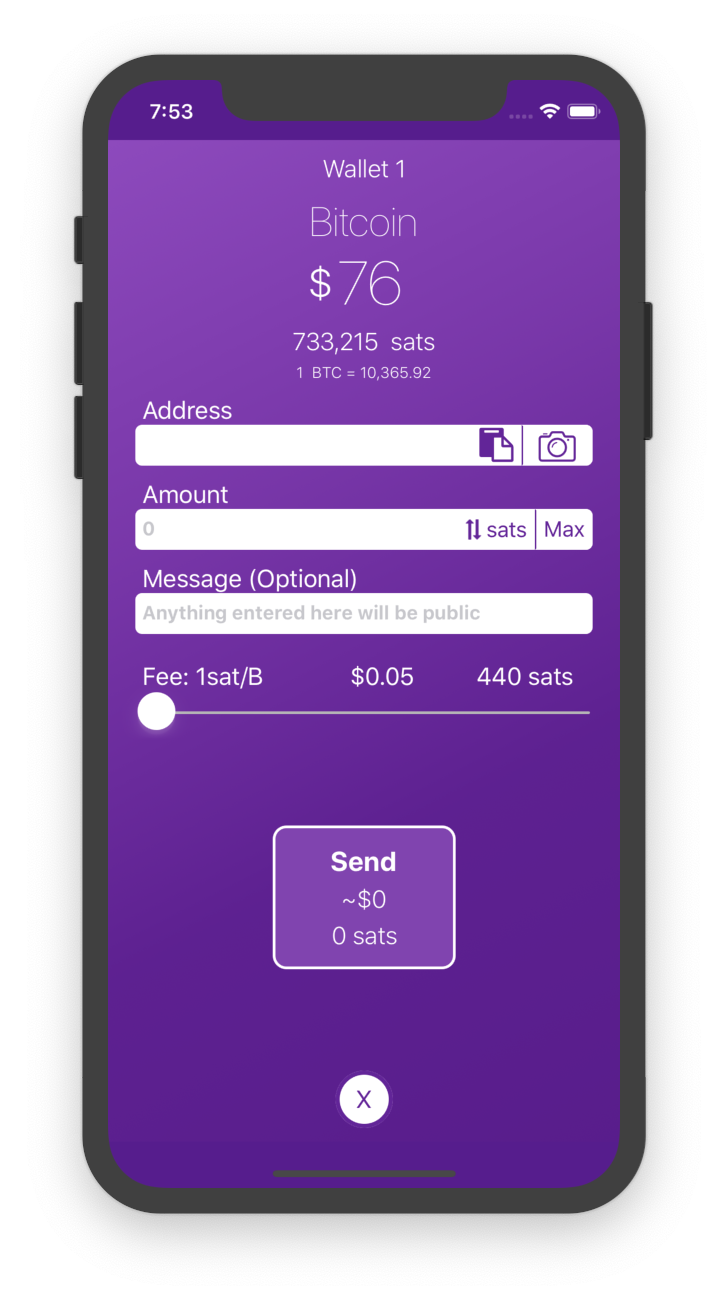 7:53
Wallet 1
Bitcoin
$76
733,215 sats
1 BTC = 10,365.92
Address
Amount
0 sats Max
Message (Optional)
Anything entered here will be public
Fee: 1sat/B $0.05 440 sats
Send
~$0
0 sats
X